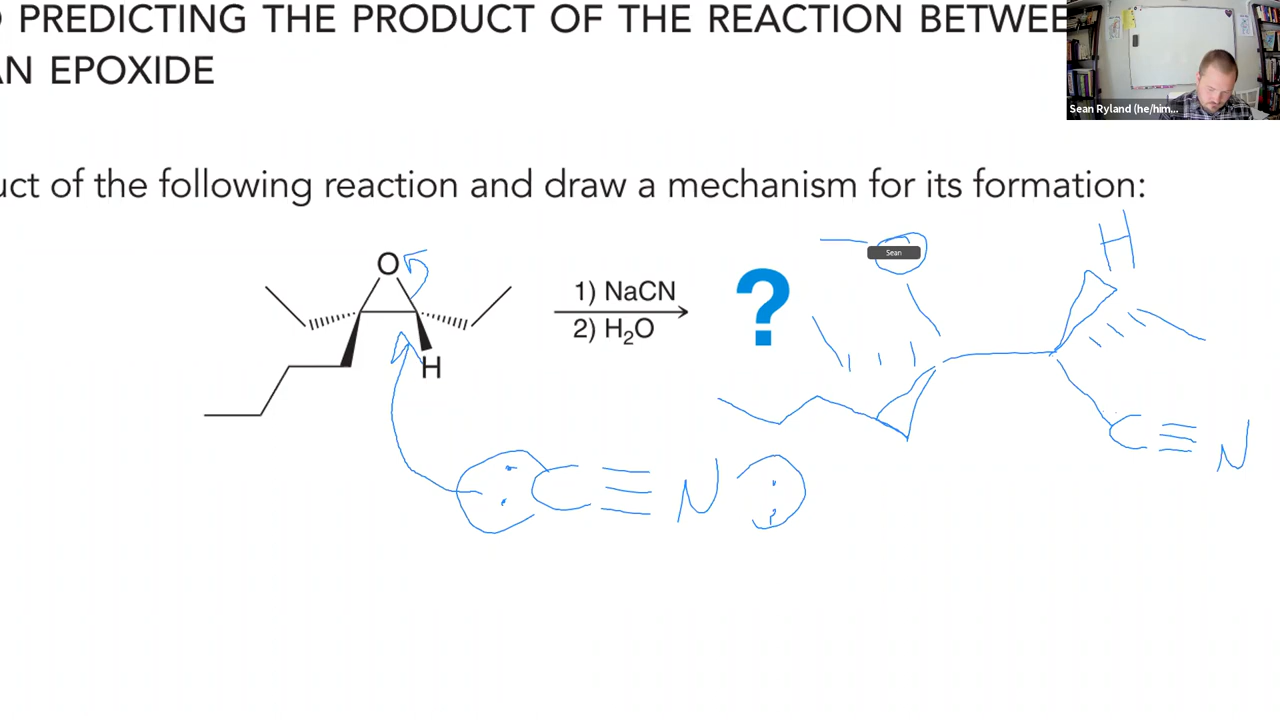 PREDICTING THE PRODUCT OF THE REACTION BETWEE
AN EPOXIDE
Sean Ryland (he/him...
uct of the following reaction and draw a mechanism for its formation:
O
H
1) NaCN
2) H₂O
?
Sean
H
H
C≡N
:C≡N: